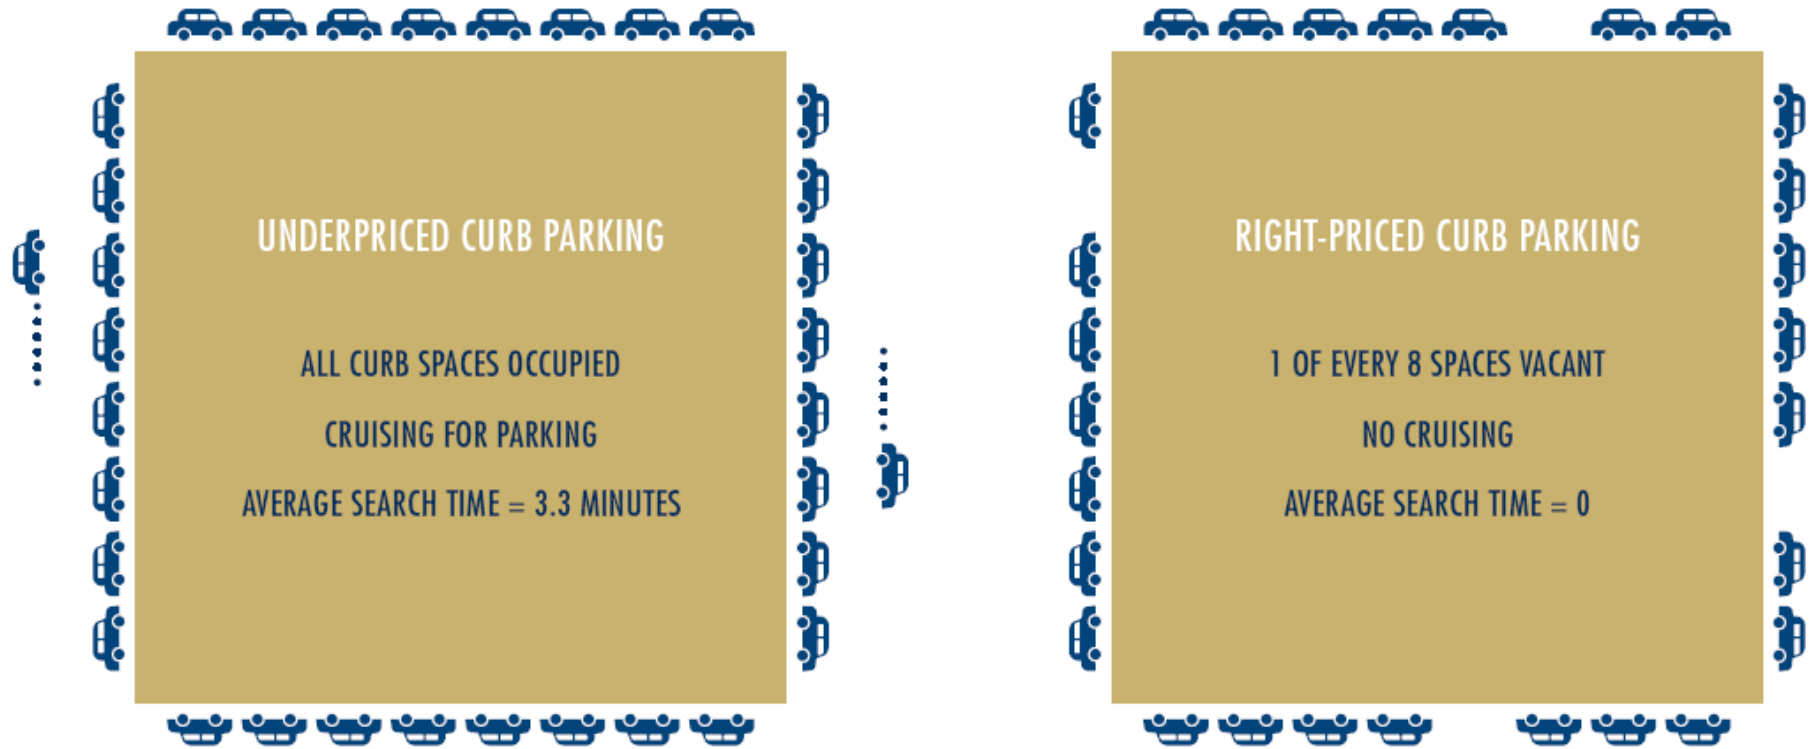 UNDERPRICED CURB PARKING
ALL CURB SPACES OCCUPIED
CRUISING FOR PARKING
AVERAGE SEARCH TIME = 3.3 MINUTES
RIGHT-PRICED CURB PARKING
1 OF EVERY 8 SPACES VACANT
NO CRUISING
AVERAGE SEARCH TIME = 0